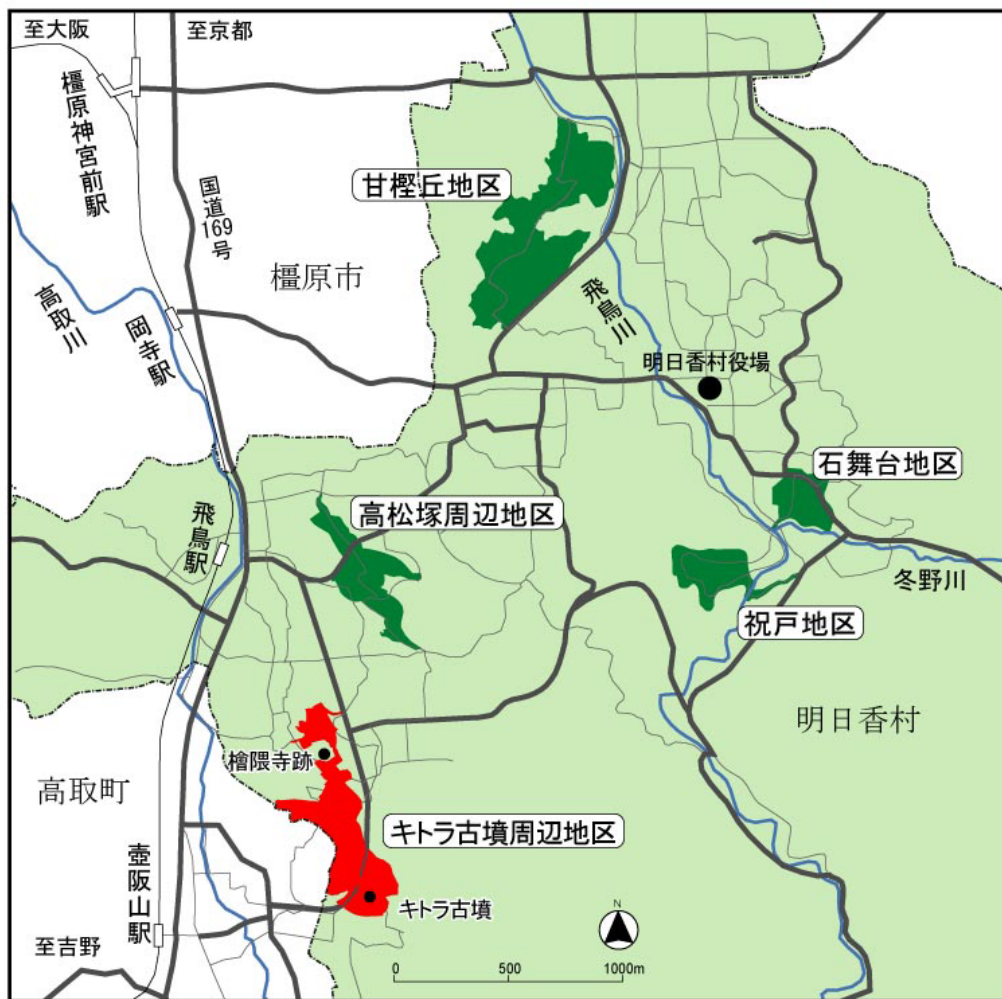 至大阪
至京都
橿原神宮前駅
国道169号
甘樫丘地区
橿原市
高取川
岡寺駅
飛鳥川
明日香村役場
石舞台地区
高松塚周辺地区
飛鳥駅
冬野川
祝戸地区
明日香村
檜隈寺跡
高取町
キトラ古墳周辺地区
壺阪山駅
キトラ古墳
至吉野
N
0 500 1000m